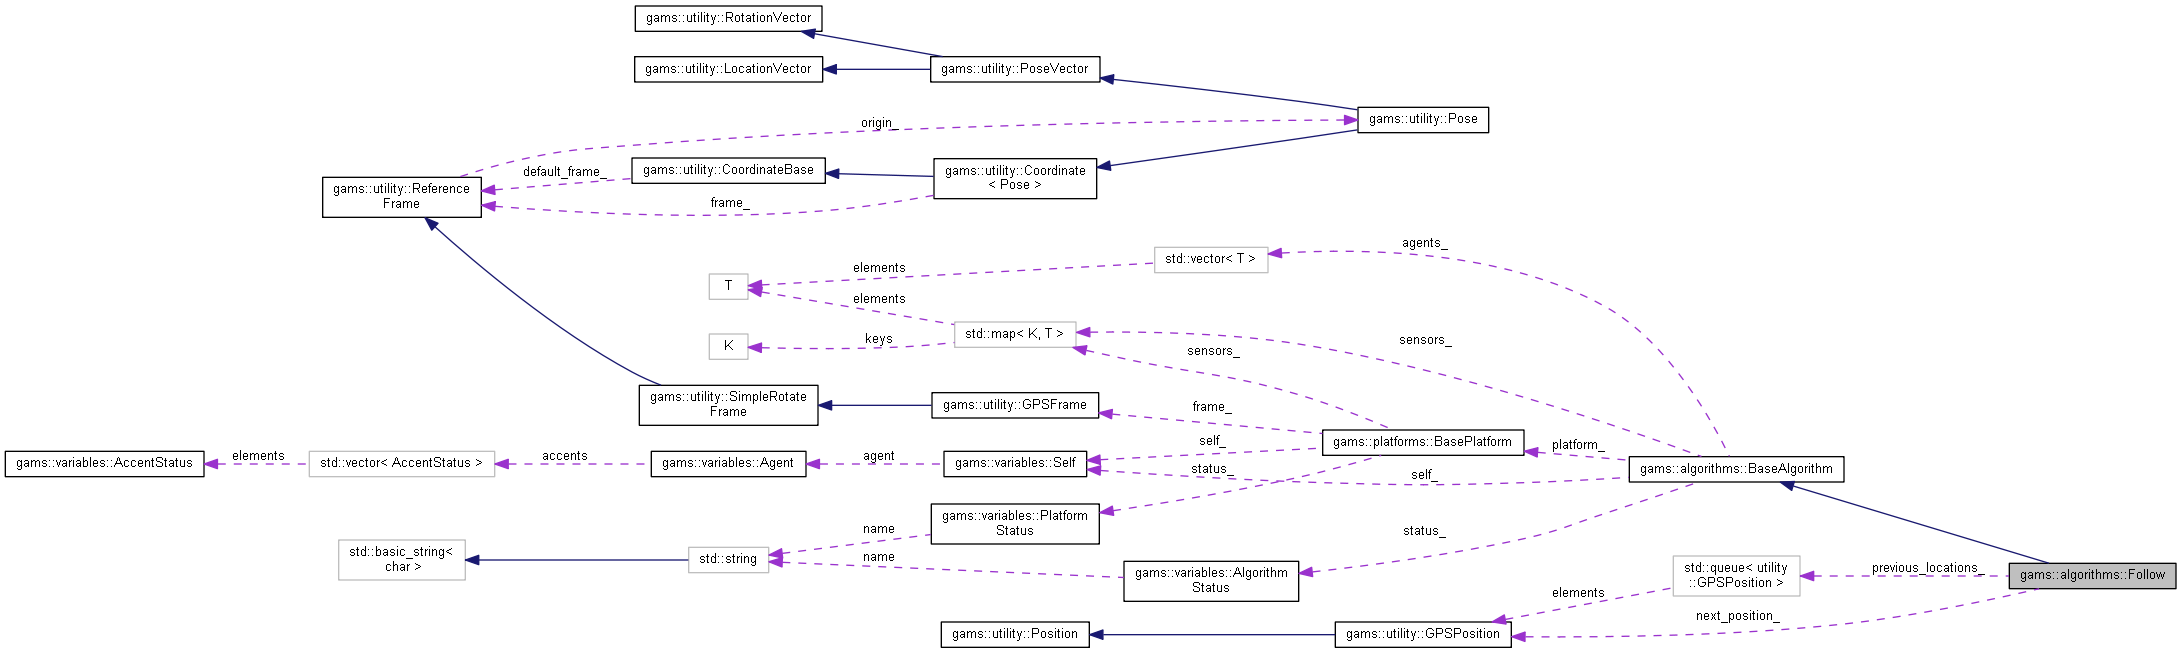 gams::utility::RotationVector
gams::utility::LocationVector
gams::utility::PoseVector
gams::utility::Pose
origin_
gams::utility::CoordinateBase
gams::utility::Coordinate
< Pose >
default_frame_
gams::utility::Reference
Frame
frame_
agents_
std::vector< T >
elements
T
elements
std::map< K, T >
keys
K
sensors_
sensors_
gams::utility::SimpleRotate
Frame
gams::utility::GPSFrame
frame_
gams::platforms::BasePlatform
platform_
gams::algorithms::BaseAlgorithm
self_
gams::variables::AccentStatus
elements
std::vector< AccentStatus >
accents
gams::variables::Agent
agent
gams::variables::Self
status_
self_
gams::variables::Platform
Status
name
status_
std::basic_string<
char >
std::string
name
gams::variables::Algorithm
Status
std::queue< utility
::GPSPosition >
previous_locations_
gams::algorithms::Follow
elements
next_position_
gams::utility::Position
gams::utility::GPSPosition